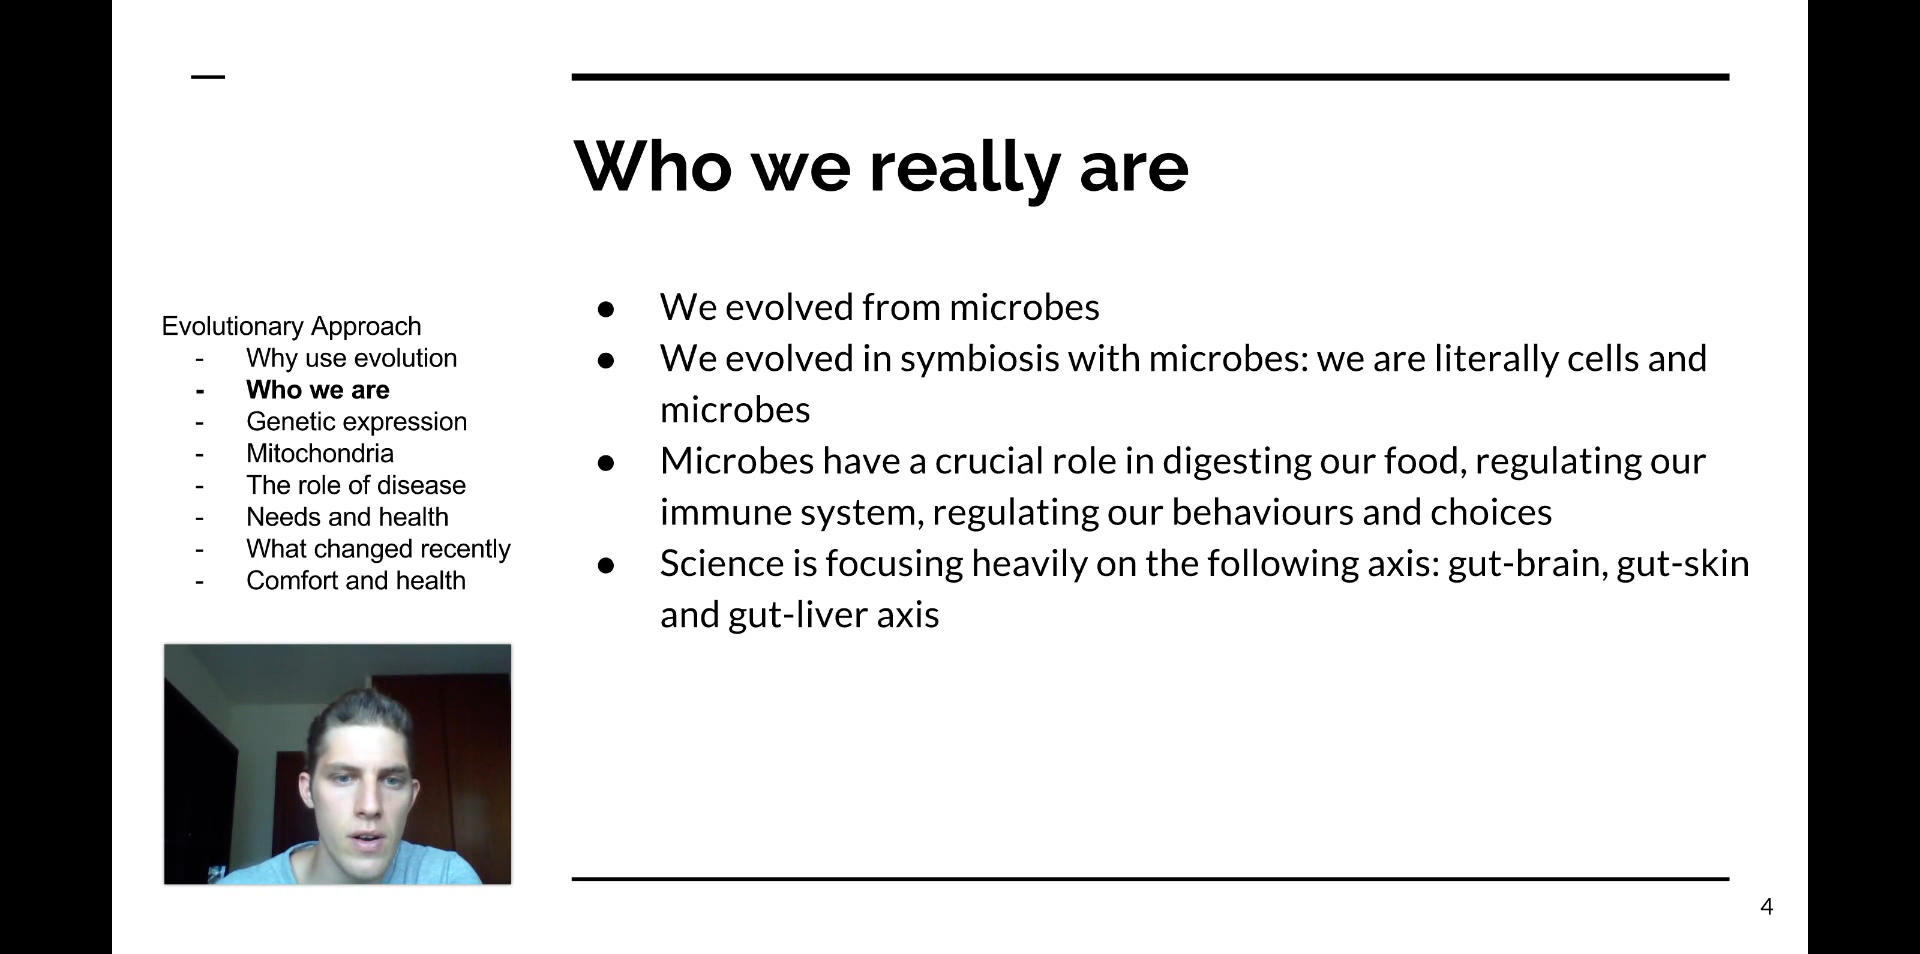 Who we really are
Evolutionary Approach
- Why use evolution
- Who we are
- Genetic expression
- Mitochondria
- The role of disease
- Needs and health
- What changed recently
- Comfort and health
● We evolved from microbes
● We evolved in symbiosis with microbes: we are literally cells and
microbes
● Microbes have a crucial role in digesting our food, regulating our
immune system, regulating our behaviours and choices
● Science is focusing heavily on the following axis: gut-brain, gut-skin
and gut-liver axis
4